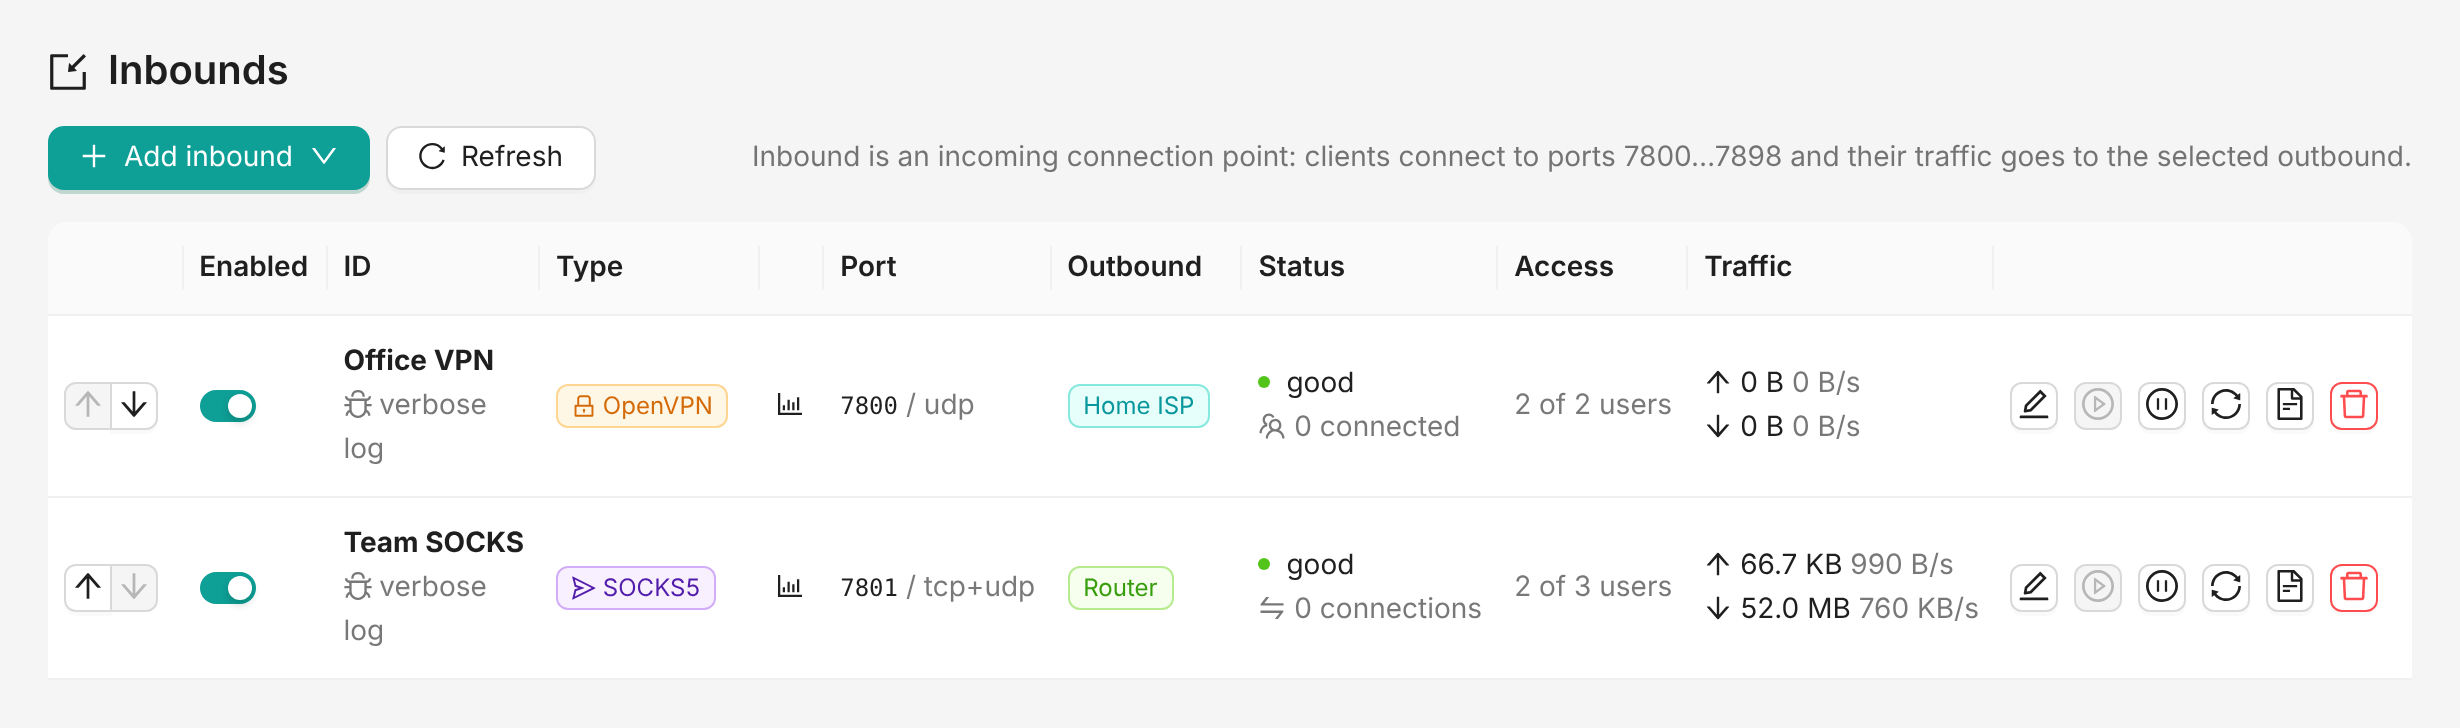 Inbounds
Add inbound
Refresh
Inbound is an incoming connection point: clients connect to ports 7800...7898 and their traffic goes to the selected outbound.
Enabled ID Type Port Outbound Status Access Traffic
Office VPN
verbose
log
OpenVPN
7800 / udp
Home ISP
good
0 connected
2 of 2 users
0 B 0 B/s
0 B 0 B/s
Team SOCKS
verbose
log
SOCKS5
7801 / tcp+udp
Router
good
0 connections
2 of 3 users
66.7 KB 990 B/s
52.0 MB 760 KB/s